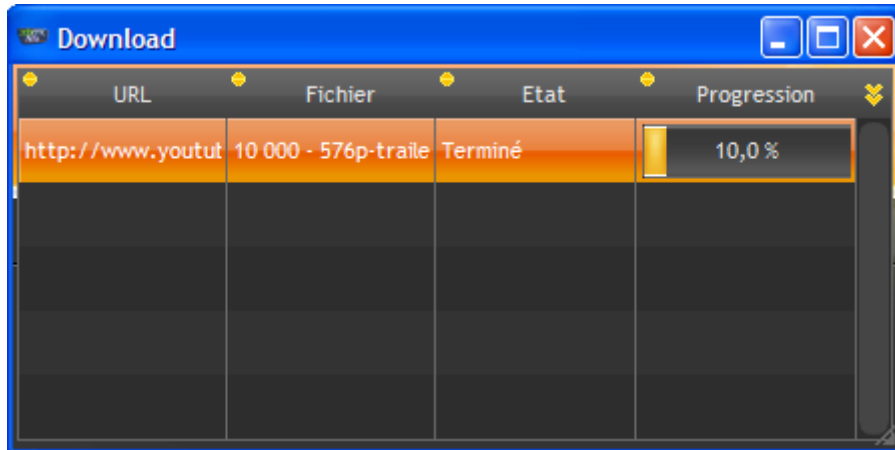 Download
URL Fichier Etat Progression
http://www.youtut 10 000 - 576p-traile Terminé 10,0 %